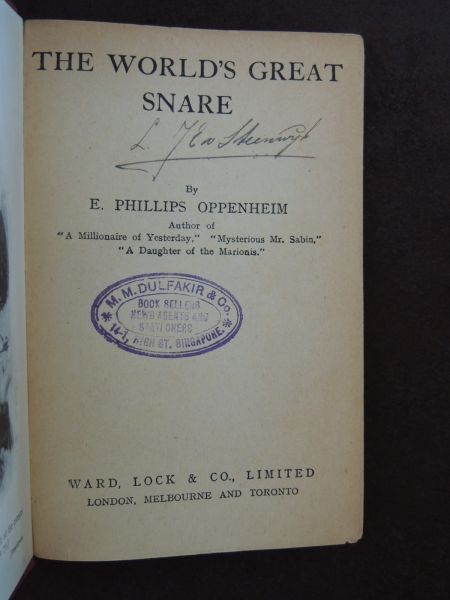 THE WORLD'S GREAT
SNARE
By
E. PHILLIPS OPPENHEIM
Author of
"A Millionaire of Yesterday," "Mysterious Mr. Sabin,"
"A Daughter of the Marionis."
* M. M. DULFAKIR & Co. *
BOOK SELLERS
NEWS AGENTS AND
STATIONERS
14-1, HIGH ST. SINGAPORE.
WARD, LOCK & CO., LIMITED
LONDON, MELBOURNE AND TORONTO